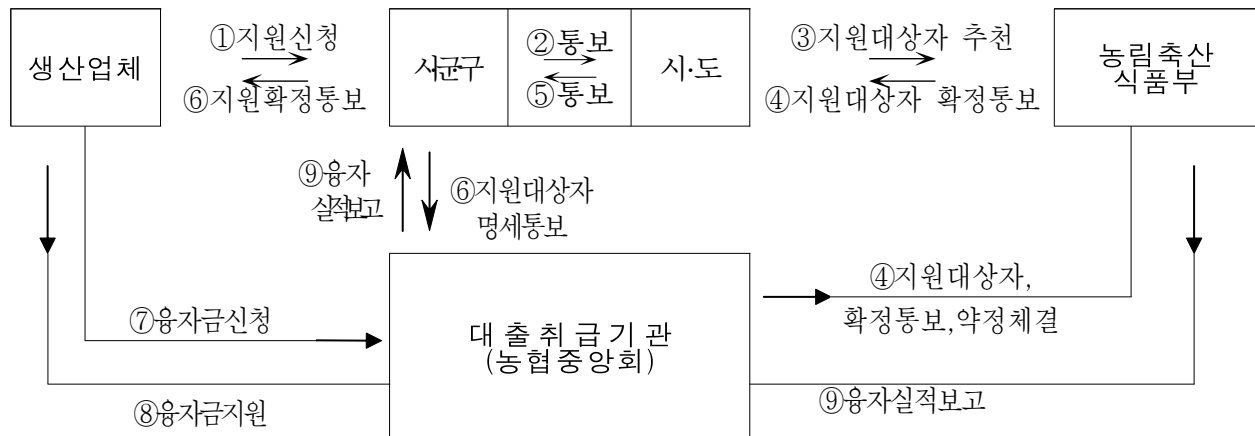 생산업체
①지원신청
⑥지원확정통보
시군구
②통보
⑤통보
시·도
③지원대상자 추천
④지원대상자 확정통보
농림축산
식품부
⑨융자
실적보고
⑥지원대상자
명세통보
④지원대상자,
확정통보,약정체결
⑦융자금신청
대출취급기관
(농협중앙회)
⑧융자금지원
⑨융자실적보고